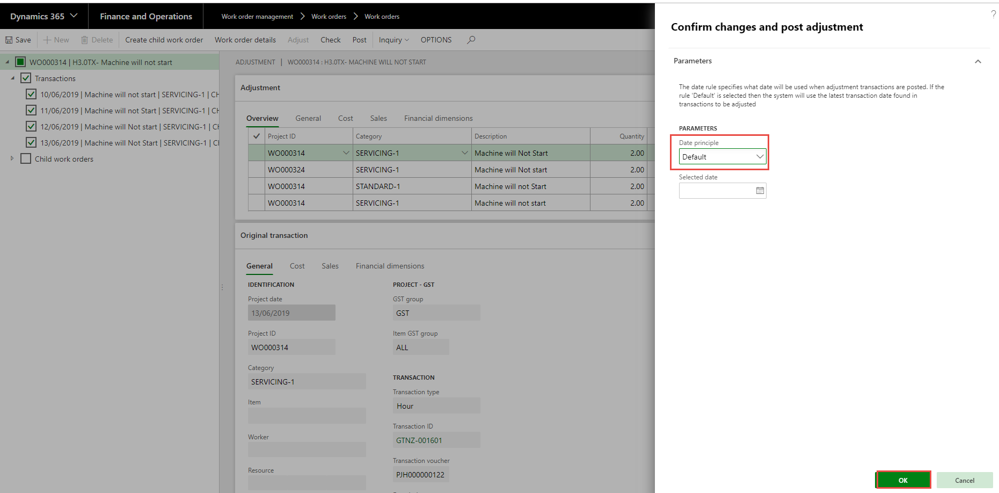 Dynamics 365 Finance and Operations Work order management Work orders Work orders
Save New Delete Create child work order Work order details Adjust Check Post Inquiry OPTIONS
WO000314 | H3.0TX- Machine will not start
Transactions
10/06/2019 | Machine will not start | SERVICING-1 | CH
11/06/2019 | Machine will not Start | SERVICING-1 | CH
12/06/2019 | Machine will Not start | SERVICING-1 | CH
13/06/2019 | Machine will Not Start | SERVICING-1 | CH
Child work orders
ADJUSTMENT | WO000314 : H3.0TX- MACHINE WILL NOT START
Adjustment
Overview General Cost Sales Financial dimensions
Project ID Category Description Quantity
WO000314 SERVICING-1 Machine will Not Start 2.00
WO000324 SERVICING-1 Machine will Not start 2.00
WO000314 STANDARD-1 Machine will not Start 2.00
WO000314 SERVICING-1 Machine will not start 2.00
Original transaction
General Cost Sales Financial dimensions
IDENTIFICATION
Project date
13/06/2019
Project ID
WO000314
Category
SERVICING-1
Item
Worker
Resource
PROJECT - GST
GST group
GST
Item GST group
ALL
TRANSACTION
Transaction type
Hour
Transaction ID
GTNZ-001601
Transaction voucher
PJH000000122
?
Confirm changes and post adjustment
Parameters
The date rule specifies what date will be used when adjustment transactions are posted. If the
rule 'Default' is selected then the system will use the latest transaction date found in
transactions to be adjusted
PARAMETERS
Date principle
Default
Selected date
OK Cancel